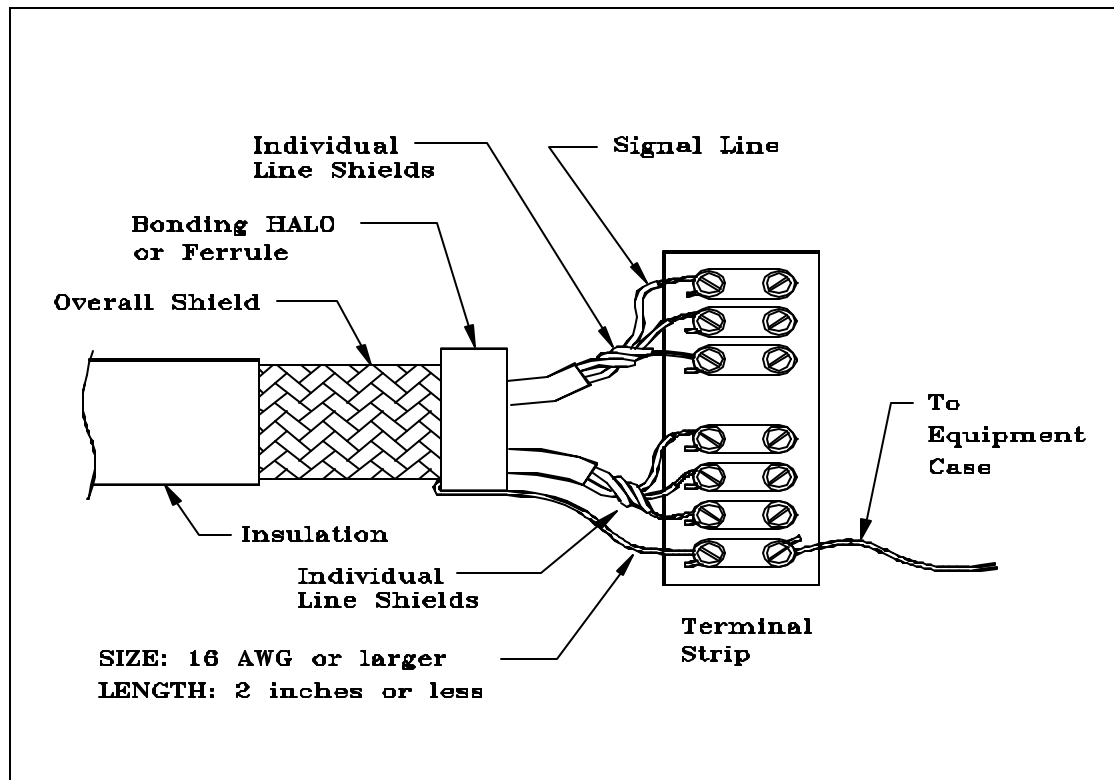 Individual
Line Shields
Signal Line
Bonding HALO
or Ferrule
Overall Shield
To
Equipment
Case
Insulation
Individual
Line Shields
Terminal
Strip
SIZE: 16 AWG or larger
LENGTH: 2 inches or less